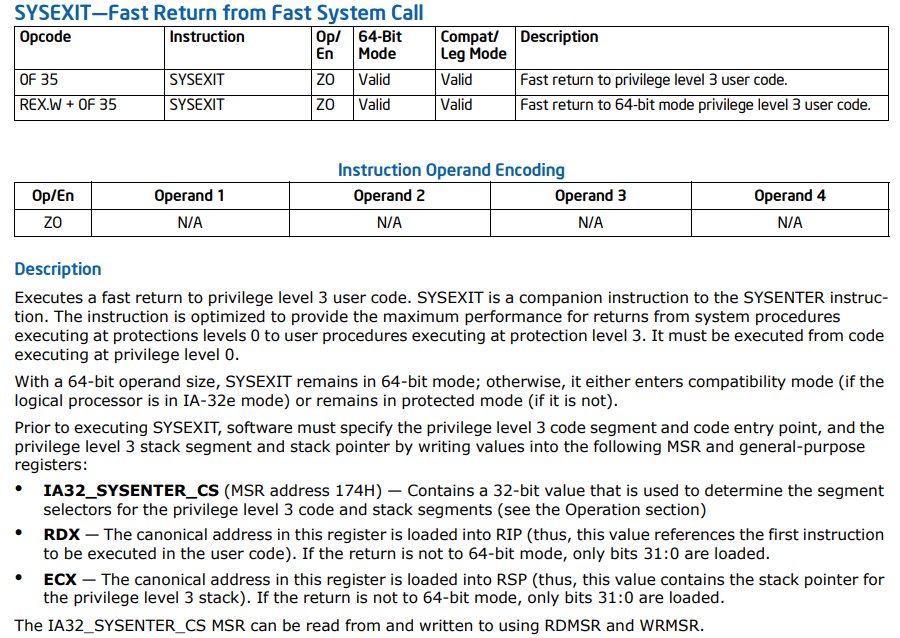 SYSEXIT—Fast Return from Fast System Call
Opcode Instruction Op/ En 64-Bit Mode Compat/ Leg Mode Description
0F 35 SYSEXIT ZO Valid Valid Fast return to privilege level 3 user code.
REX.W + 0F 35 SYSEXIT ZO Valid Valid Fast return to 64-bit mode privilege level 3 user code.
Instruction Operand Encoding
Op/En Operand 1 Operand 2 Operand 3 Operand 4
ZO N/A N/A N/A N/A
Description
Executes a fast return to privilege level 3 user code. SYSEXIT is a companion instruction to the SYSENTER instruc-
tion. The instruction is optimized to provide the maximum performance for returns from system procedures
executing at protections levels 0 to user procedures executing at protection level 3. It must be executed from code
executing at privilege level 0.
With a 64-bit operand size, SYSEXIT remains in 64-bit mode; otherwise, it either enters compatibility mode (if the
logical processor is in IA-32e mode) or remains in protected mode (if it is not).
Prior to executing SYSEXIT, software must specify the privilege level 3 code segment and code entry point, and the
privilege level 3 stack segment and stack pointer by writing values into the following MSR and general-purpose
registers:
• IA32_SYSENTER_CS (MSR address 174H) — Contains a 32-bit value that is used to determine the segment
selectors for the privilege level 3 code and stack segments (see the Operation section)
• RDX — The canonical address in this register is loaded into RIP (thus, this value references the first instruction
to be executed in the user code). If the return is not to 64-bit mode, only bits 31:0 are loaded.
• ECX — The canonical address in this register is loaded into RSP (thus, this value contains the stack pointer for
the privilege level 3 stack). If the return is not to 64-bit mode, only bits 31:0 are loaded.
The IA32_SYSENTER_CS MSR can be read from and written to using RDMSR and WRMSR.